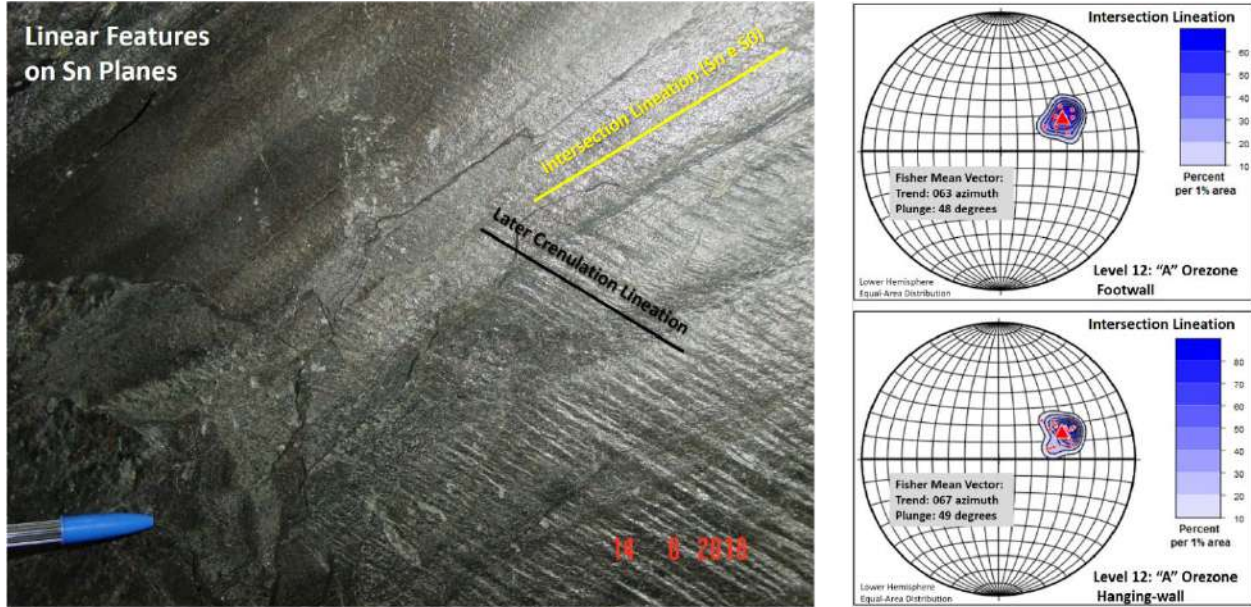 Linear Features
on Sn Planes
Intersection Lineation (Sn e S0)
Later Crenulation Lineation
14 8 2018
Intersection Lineation
60
50
40
30
20
10
Percent
per 1% area
Fisher Mean Vector:
Trend: 063 azimuth
Plunge: 48 degrees
Lower Hemisphere
Equal-Area Distribution
Level 12: “A” Orezone
Footwall
Intersection Lineation
80
70
60
50
40
30
20
10
Percent
per 1% area
Fisher Mean Vector:
Trend: 067 azimuth
Plunge: 49 degrees
Lower Hemisphere
Equal-Area Distribution
Level 12: “A” Orezone
Hanging-wall